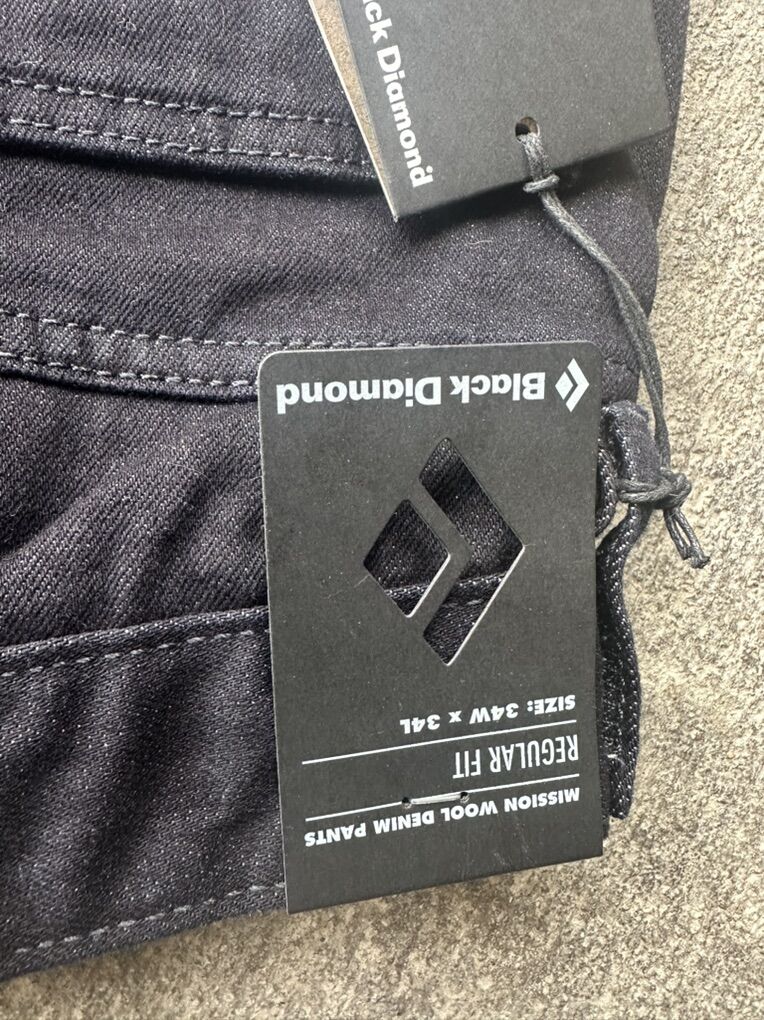 MISSION WOOL DENIM PANTS
REGULAR FIT
SIZE: 34W x 34L
Black Diamond
ck Diamond